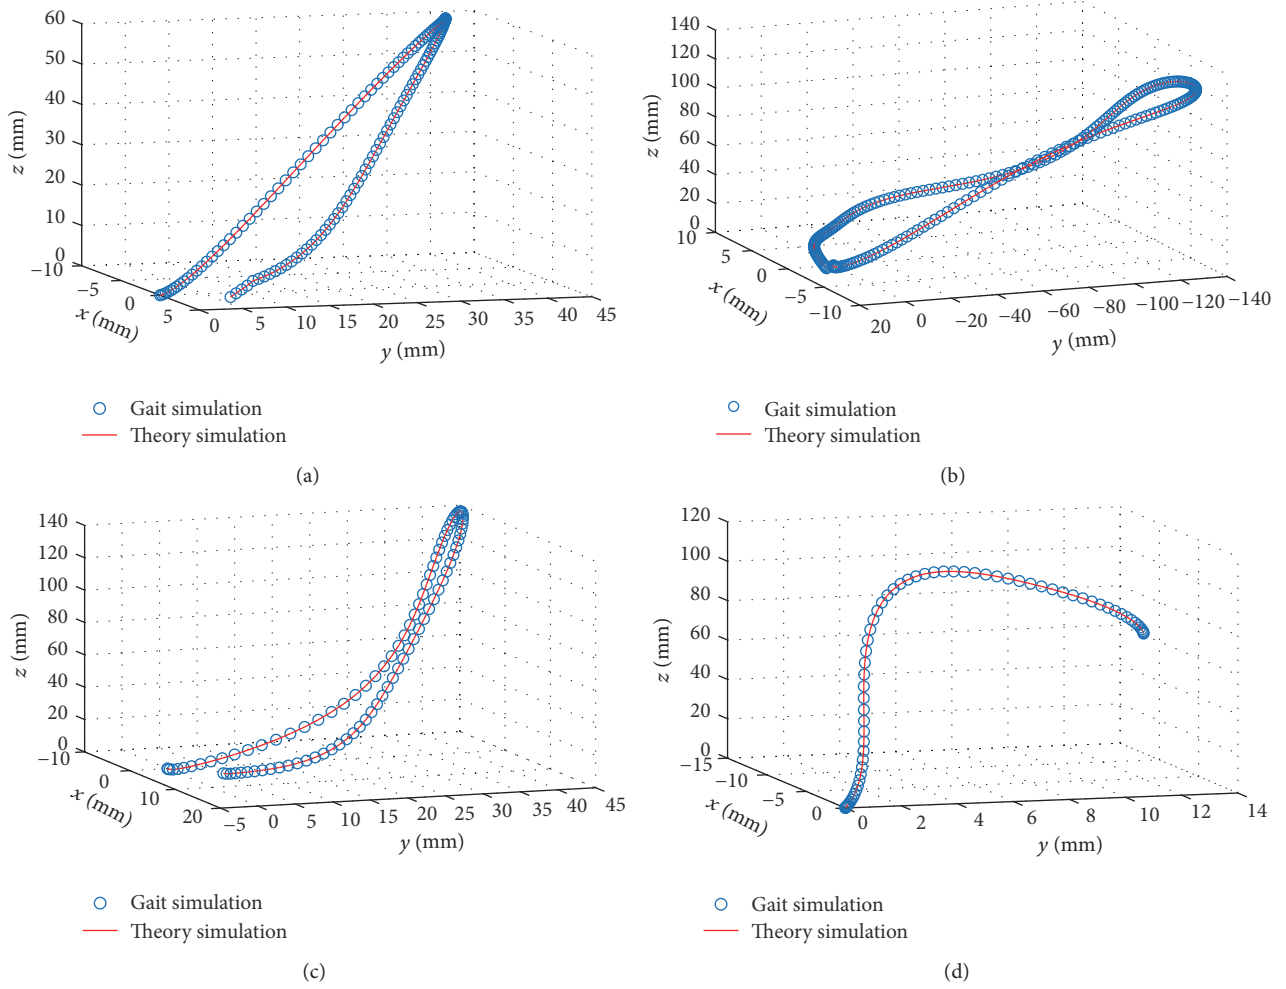 60
50
40
30
20
10
0
z (mm)
−10
−5
0
5
x (mm)
0 5 10 15 20 25 30 35 40 45
y (mm)
Gait simulation
Theory simulation
(a)
140
120
140
100
80
60
40
20
0
z (mm)
10
5
0
−5
−10
x (mm)
20 0 −20 −40 −60 −80 −100 −120 −140
y (mm)
Gait simulation
Theory simulation
(b)
140
120
100
80
60
40
20
0
z (mm)
−10
0
10
20
x (mm)
−5 0 5 10 15 20 25 30 35 40 45
y (mm)
Gait simulation
Theory simulation
(c)
120
100
80
60
40
20
0
z (mm)
−15
−10
−5
0
x (mm)
0 2 4 6 8 10 12 14
y (mm)
Gait simulation
Theory simulation
(d)